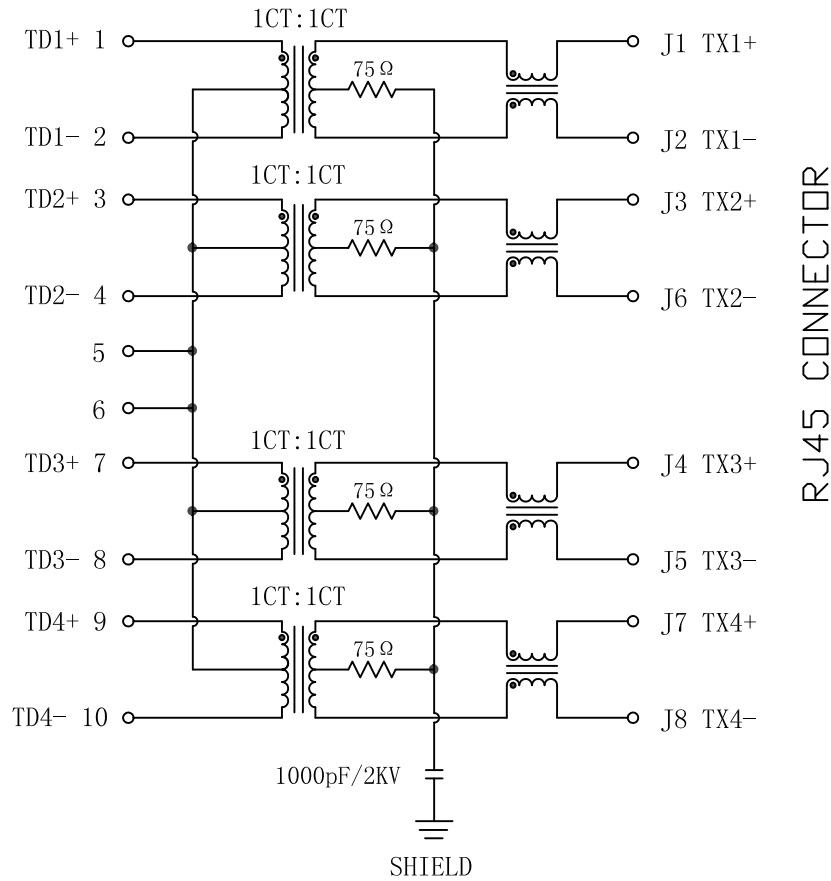 1CT:1CT
TD1+ 1
J1 TX1+
75Ω
TD1- 2
J2 TX1-
1CT:1CT
TD2+ 3
J3 TX2+
75Ω
TD2- 4
J6 TX2-
5
6
1CT:1CT
TD3+ 7
J4 TX3+
75Ω
TD3- 8
J5 TX3-
1CT:1CT
TD4+ 9
J7 TX4+
75Ω
TD4- 10
J8 TX4-
1000pF/2KV
SHIELD
RJ45 CONNECTOR